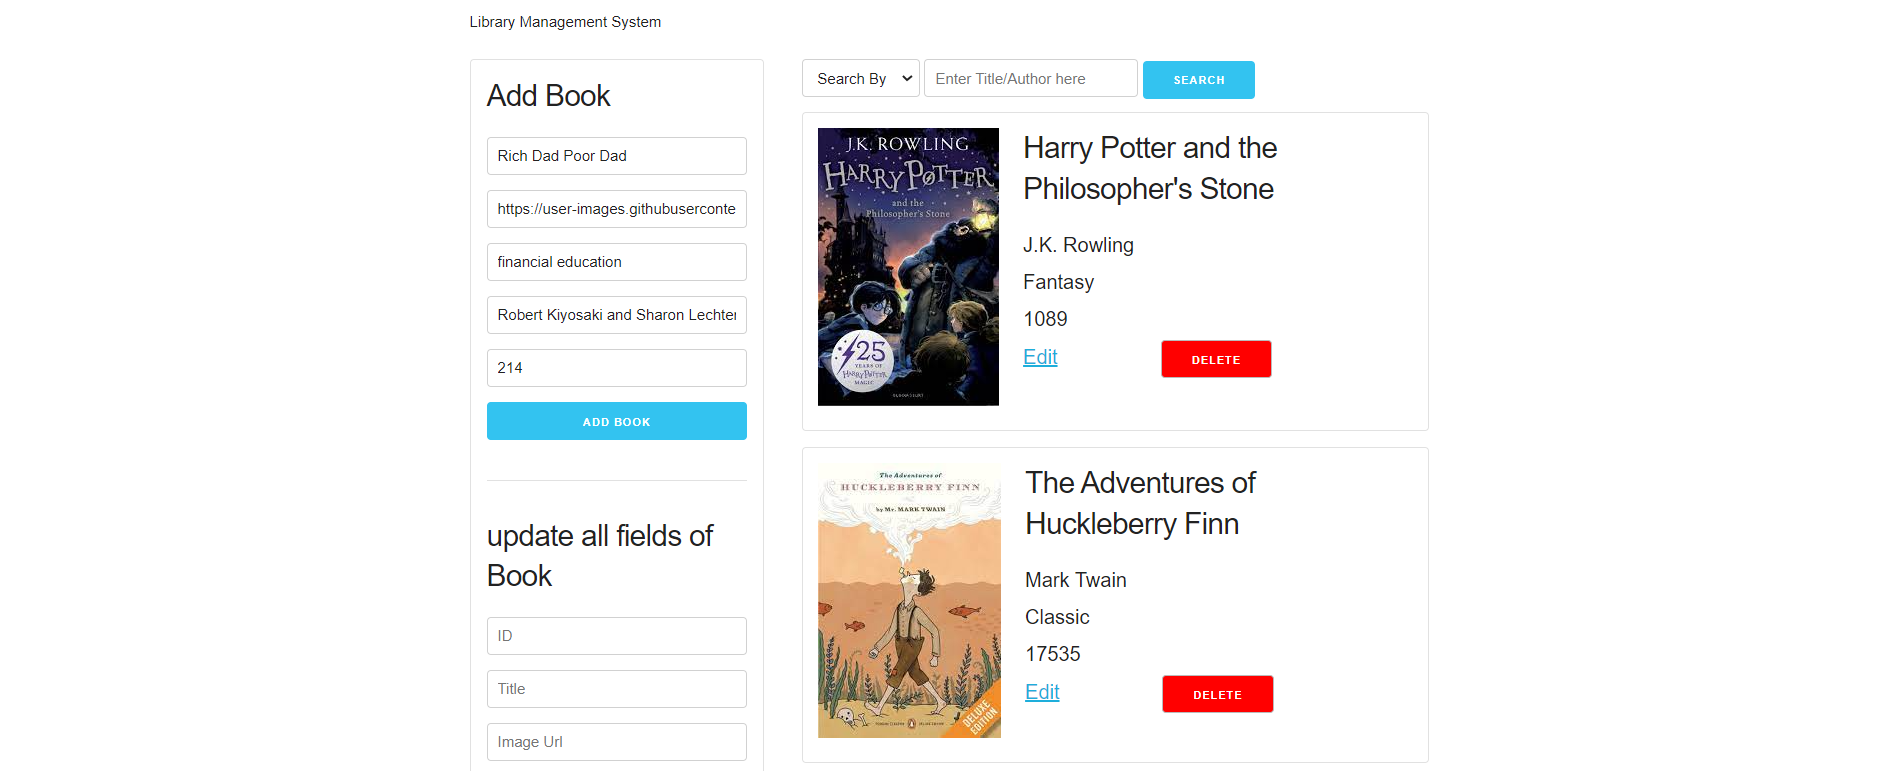 Library Management System
Add Book
Rich Dad Poor Dad
https://user-images.githubuserconte
financial education
Robert Kiyosaki and Sharon Lechter
214
ADD BOOK
update all fields of
Book
ID
Title
Image Url
Search By
Enter Title/Author here
SEARCH
J.K. ROWLING
HARRY POTTER
and the
Philosopher's Stone
25
YEARS OF
HARRY POTTER
MAGIC
BLOOMSBURY
Harry Potter and the
Philosopher's Stone
J.K. Rowling
Fantasy
1089
Edit
DELETE
The Adventures of
HUCKLEBERRY FINN
by Mr. MARK TWAIN
DELUXE
EDITION
The Adventures of
Huckleberry Finn
Mark Twain
Classic
17535
Edit
DELETE